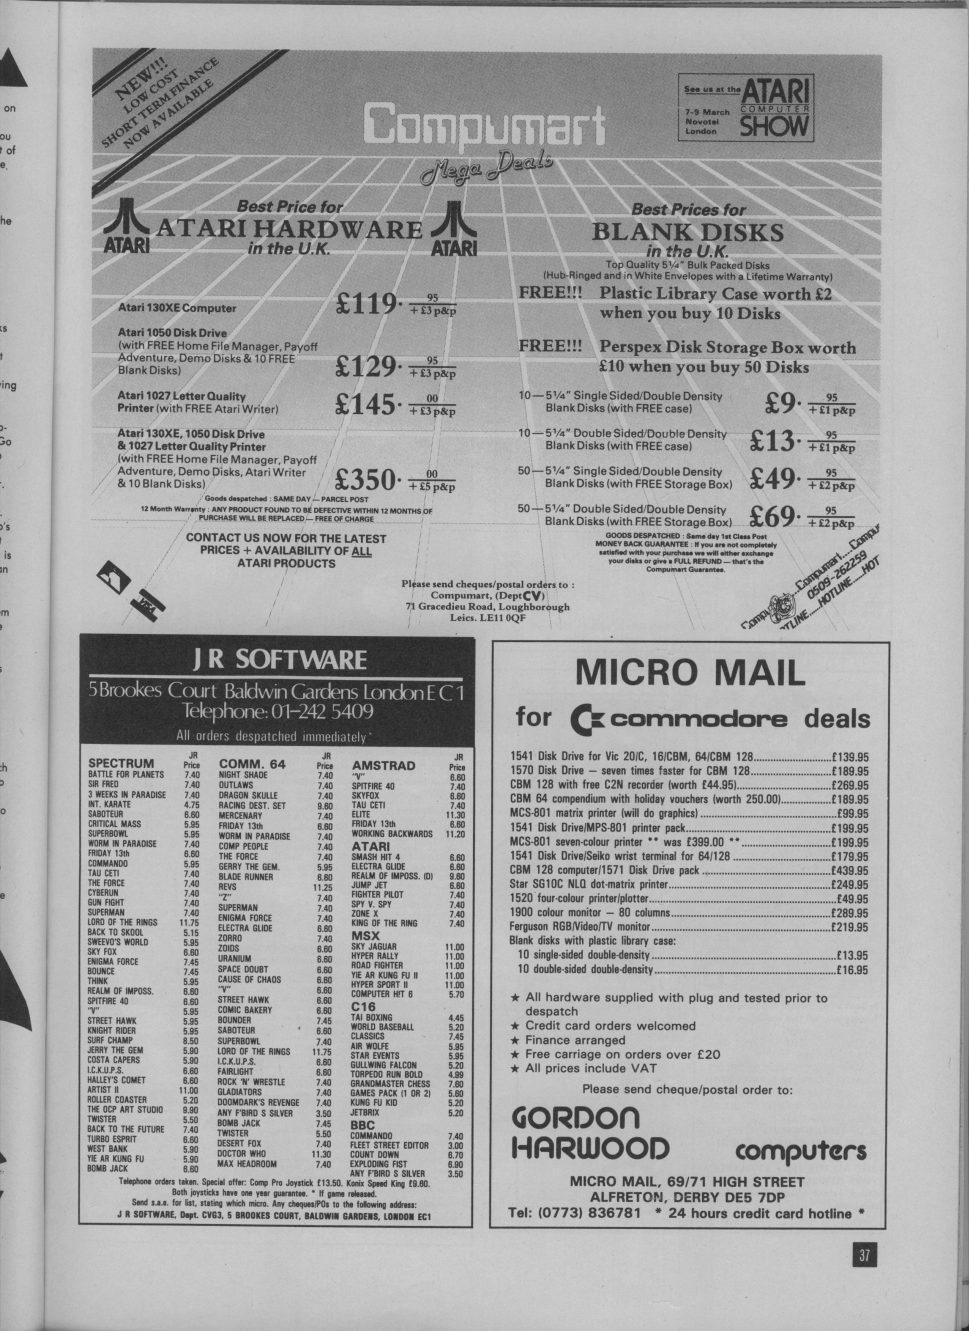 NEW!!!
LOW COST
SHORT TERM FINANCE
NOW AVAILABLE
Compumart
Mega Deals
See us at the ATARI
COMPUTER
SHOW
7-9 March
Novotel
London
Best Price for
ATARI HARDWARE
in the U.K.
ATARI
ATARI
Atari 130XE Computer £119.95 + £3 p&p
Atari 1050 Disk Drive
(with FREE Home File Manager, Payoff
Adventure, Demo Disks & 10 FREE
Blank Disks) £129.95 + £3 p&p
Atari 1027 Letter Quality
Printer (with FREE Atari Writer) £145.00 + £3 p&p
Atari 130XE, 1050 Disk Drive
& 1027 Letter Quality Printer
(with FREE Home File Manager, Payoff
Adventure, Demo Disks, Atari Writer
& 10 Blank Disks) £350.00 + £5 p&p
Goods despatched : SAME DAY — PARCEL POST
12 Month Warranty : ANY PRODUCT FOUND TO BE DEFECTIVE WITHIN 12 MONTHS OF
PURCHASE WILL BE REPLACED — FREE OF CHARGE
CONTACT US NOW FOR THE LATEST
PRICES + AVAILABILITY OF ALL
ATARI PRODUCTS
VISA
Best Prices for
BLANK DISKS
in the U.K.
Top Quality 5¼" Bulk Packed Disks
(Hub-Ringed and in White Envelopes with a Lifetime Warranty)
FREE!!! Plastic Library Case worth £2
when you buy 10 Disks
FREE!!! Perspex Disk Storage Box worth
£10 when you buy 50 Disks
10—5¼" Single Sided/Double Density
Blank Disks (with FREE case) £9.95 + £1 p&p
10—5¼" Double Sided/Double Density
Blank Disks (with FREE case) £13.95 + £1 p&p
50—5¼" Single Sided/Double Density
Blank Disks (with FREE Storage Box) £49.95 + £2 p&p
50—5¼" Double Sided/Double Density
Blank Disks (with FREE Storage Box) £69.95 + £2 p&p
GOODS DESPATCHED : Same day 1st Class Post
MONEY BACK GUARANTEE : If you are not completely
satisfied with your purchase we will either exchange
your disks or give a FULL REFUND — that's the
Compumart Guarantee.
Please send cheques/postal orders to :
Compumart, (Dept CV)
71 Gracedieu Road, Loughborough
Leics. LE11 0QF
Compumart....Compu
0509-262259
HOTLINE.....HOT
J R SOFTWARE
5 Brookes Court Baldwin Gardens London E C 1
Telephone: 01–242 5409
All orders despatched immediately*
SPECTRUM JR Price
BATTLE FOR PLANETS 7.40
SIR FRED 7.40
3 WEEKS IN PARADISE 7.40
INT. KARATE 4.75
SABOTEUR 6.60
CRITICAL MASS 5.95
SUPERBOWL 5.95
WORM IN PARADISE 7.40
FRIDAY 13th 6.60
COMMANDO 5.95
TAU CETI 7.40
THE FORCE 7.40
CYBERUN 7.40
GUN FIGHT 7.40
SUPERMAN 7.40
LORD OF THE RINGS 11.75
BACK TO SKOOL 5.15
SWEEVO'S WORLD 5.95
SKY FOX 6.60
ENIGMA FORCE 7.45
BOUNCE 7.45
THINK 5.95
REALM OF IMPOSS. 6.60
SPITFIRE 40 6.60
"V" 5.95
STREET HAWK 5.95
KNIGHT RIDER 5.95
SURF CHAMP 8.50
JERRY THE GEM 5.90
COSTA CAPERS 5.90
I.C.K.U.P.S. 6.60
HALLEY'S COMET 6.60
ARTIST II 11.00
ROLLER COASTER 5.20
THE OCP ART STUDIO 9.90
TWISTER 5.50
BACK TO THE FUTURE 7.40
TURBO ESPRIT 6.60
WEST BANK 5.90
YIE AR KUNG FU 5.90
BOMB JACK 6.60
COMM. 64 JR Price
NIGHT SHADE 7.40
OUTLAWS 7.40
DRAGON SKULLE 7.40
RACING DEST. SET 9.60
MERCENARY 7.40
FRIDAY 13th 6.60
WORM IN PARADISE 7.40
COMP PEOPLE 7.40
THE FORCE 7.40
GERRY THE GEM. 5.95
BLADE RUNNER 6.60
REVS 11.25
"Z" 7.40
SUPERMAN 7.40
ENIGMA FORCE 7.40
ELECTRA GLIDE 6.60
ZORRO 7.40
ZOIDS 6.60
URANIUM 6.60
SPACE DOUBT 6.60
CAUSE OF CHAOS 6.60
"V" 6.60
STREET HAWK 6.60
COMIC BAKERY 6.60
BOUNDER 7.45
SABOTEUR 6.60
SUPERBOWL 7.40
LORD OF THE RINGS 11.75
I.C.K.U.P.S. 6.60
FAIRLIGHT 6.60
ROCK 'N' WRESTLE 7.40
GLADIATORS 7.40
DOOMDARK'S REVENGE 7.40
ANY F'BIRD S SILVER 3.50
BOMB JACK 7.45
TWISTER 5.50
DESERT FOX 7.40
DOCTOR WHO 11.30
MAX HEADROOM 7.40
AMSTRAD JR Price
"V" 6.60
SPITFIRE 40 7.40
SKYFOX 6.60
TAU CETI 7.40
ELITE 11.30
FRIDAY 13th 6.60
WORKING BACKWARDS 11.20
ATARI
SMASH HIT 4 6.60
ELECTRA GLIDE 6.60
REALM OF IMPOSS. (D) 9.60
JUMP JET 6.60
FIGHTER PILOT 7.40
SPY V. SPY 7.40
ZONE X 7.40
KING OF THE RING 7.40
MSX
SKY JAGUAR 11.00
HYPER RALLY 11.00
ROAD FIGHTER 11.00
YIE AR KUNG FU II 11.00
HYPER SPORT II 11.00
COMPUTER HIT 6 5.70
C16
TAI BOXING 4.45
WORLD BASEBALL 5.20
CLASSICS 7.45
AIR WOLFE 5.95
STAR EVENTS 5.95
GULLWING FALCON 5.20
TORPEDO RUN BOLD 4.99
GRANDMASTER CHESS 7.60
GAMES PACK (1 OR 2) 5.60
KUNG FU KID 5.20
JETBRIX 5.20
BBC
COMMANDO 7.40
FLEET STREET EDITOR 3.00
COUNT DOWN 6.70
EXPLODING FIST 6.90
ANY F'BIRD S SILVER 3.50
Telephone orders taken. Special offer: Comp Pro Joystick £13.50. Konix Speed King £9.60.
Both joysticks have one year guarantee. * If game released.
Send s.a.e. for list, stating which micro. Any cheques/POs to the following address:
J R SOFTWARE, Dept. CVG3, 5 BROOKES COURT, BALDWIN GARDENS, LONDON EC1
MICRO MAIL
for commodore deals
1541 Disk Drive for Vic 20/C, 16/CBM, 64/CBM 128 £139.95
1570 Disk Drive — seven times faster for CBM 128 £189.95
CBM 128 with free C2N recorder (worth £44.95) £269.95
CBM 64 compendium with holiday vouchers (worth 250.00) £189.95
MCS-801 matrix printer (will do graphics) £99.95
1541 Disk Drive/MPS-801 printer pack £199.95
MCS-801 seven-colour printer ** was £399.00 ** £199.95
1541 Disk Drive/Seiko wrist terminal for 64/128 £179.95
CBM 128 computer/1571 Disk Drive pack £439.95
Star SG10C NLQ dot-matrix printer £249.95
1520 four-colour printer/plotter £49.95
1900 colour monitor — 80 columns £289.95
Ferguson RGB/Video/TV monitor £219.95
Blank disks with plastic library case:
10 single-sided double-density £13.95
10 double-sided double-density £16.95
★ All hardware supplied with plug and tested prior to
despatch
★ Credit card orders welcomed
★ Finance arranged
★ Free carriage on orders over £20
★ All prices include VAT
Please send cheque/postal order to:
GORDON
HARWOOD computers
MICRO MAIL, 69/71 HIGH STREET
ALFRETON, DERBY DE5 7DP
Tel: (0773) 836781 * 24 hours credit card hotline *
37